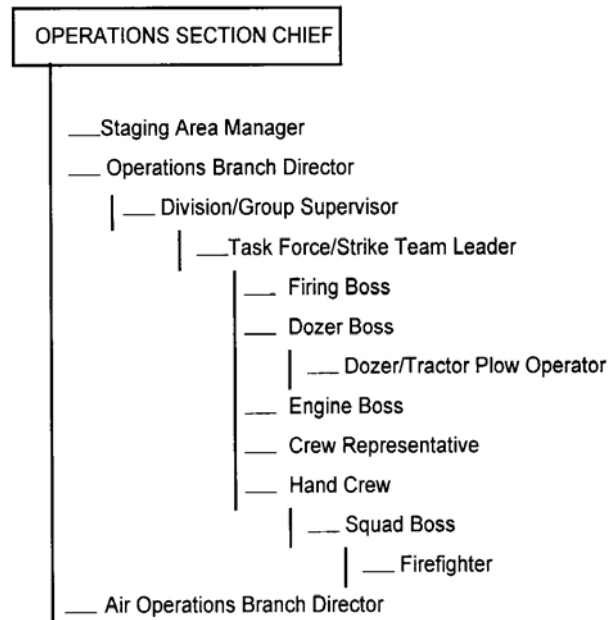 OPERATIONS SECTION CHIEF
Staging Area Manager
Operations Branch Director
Division/Group Supervisor
Task Force/Strike Team Leader
Firing Boss
Dozer Boss
Dozer/Tractor Plow Operator
Engine Boss
Crew Representative
Hand Crew
Squad Boss
Firefighter
Air Operations Branch Director